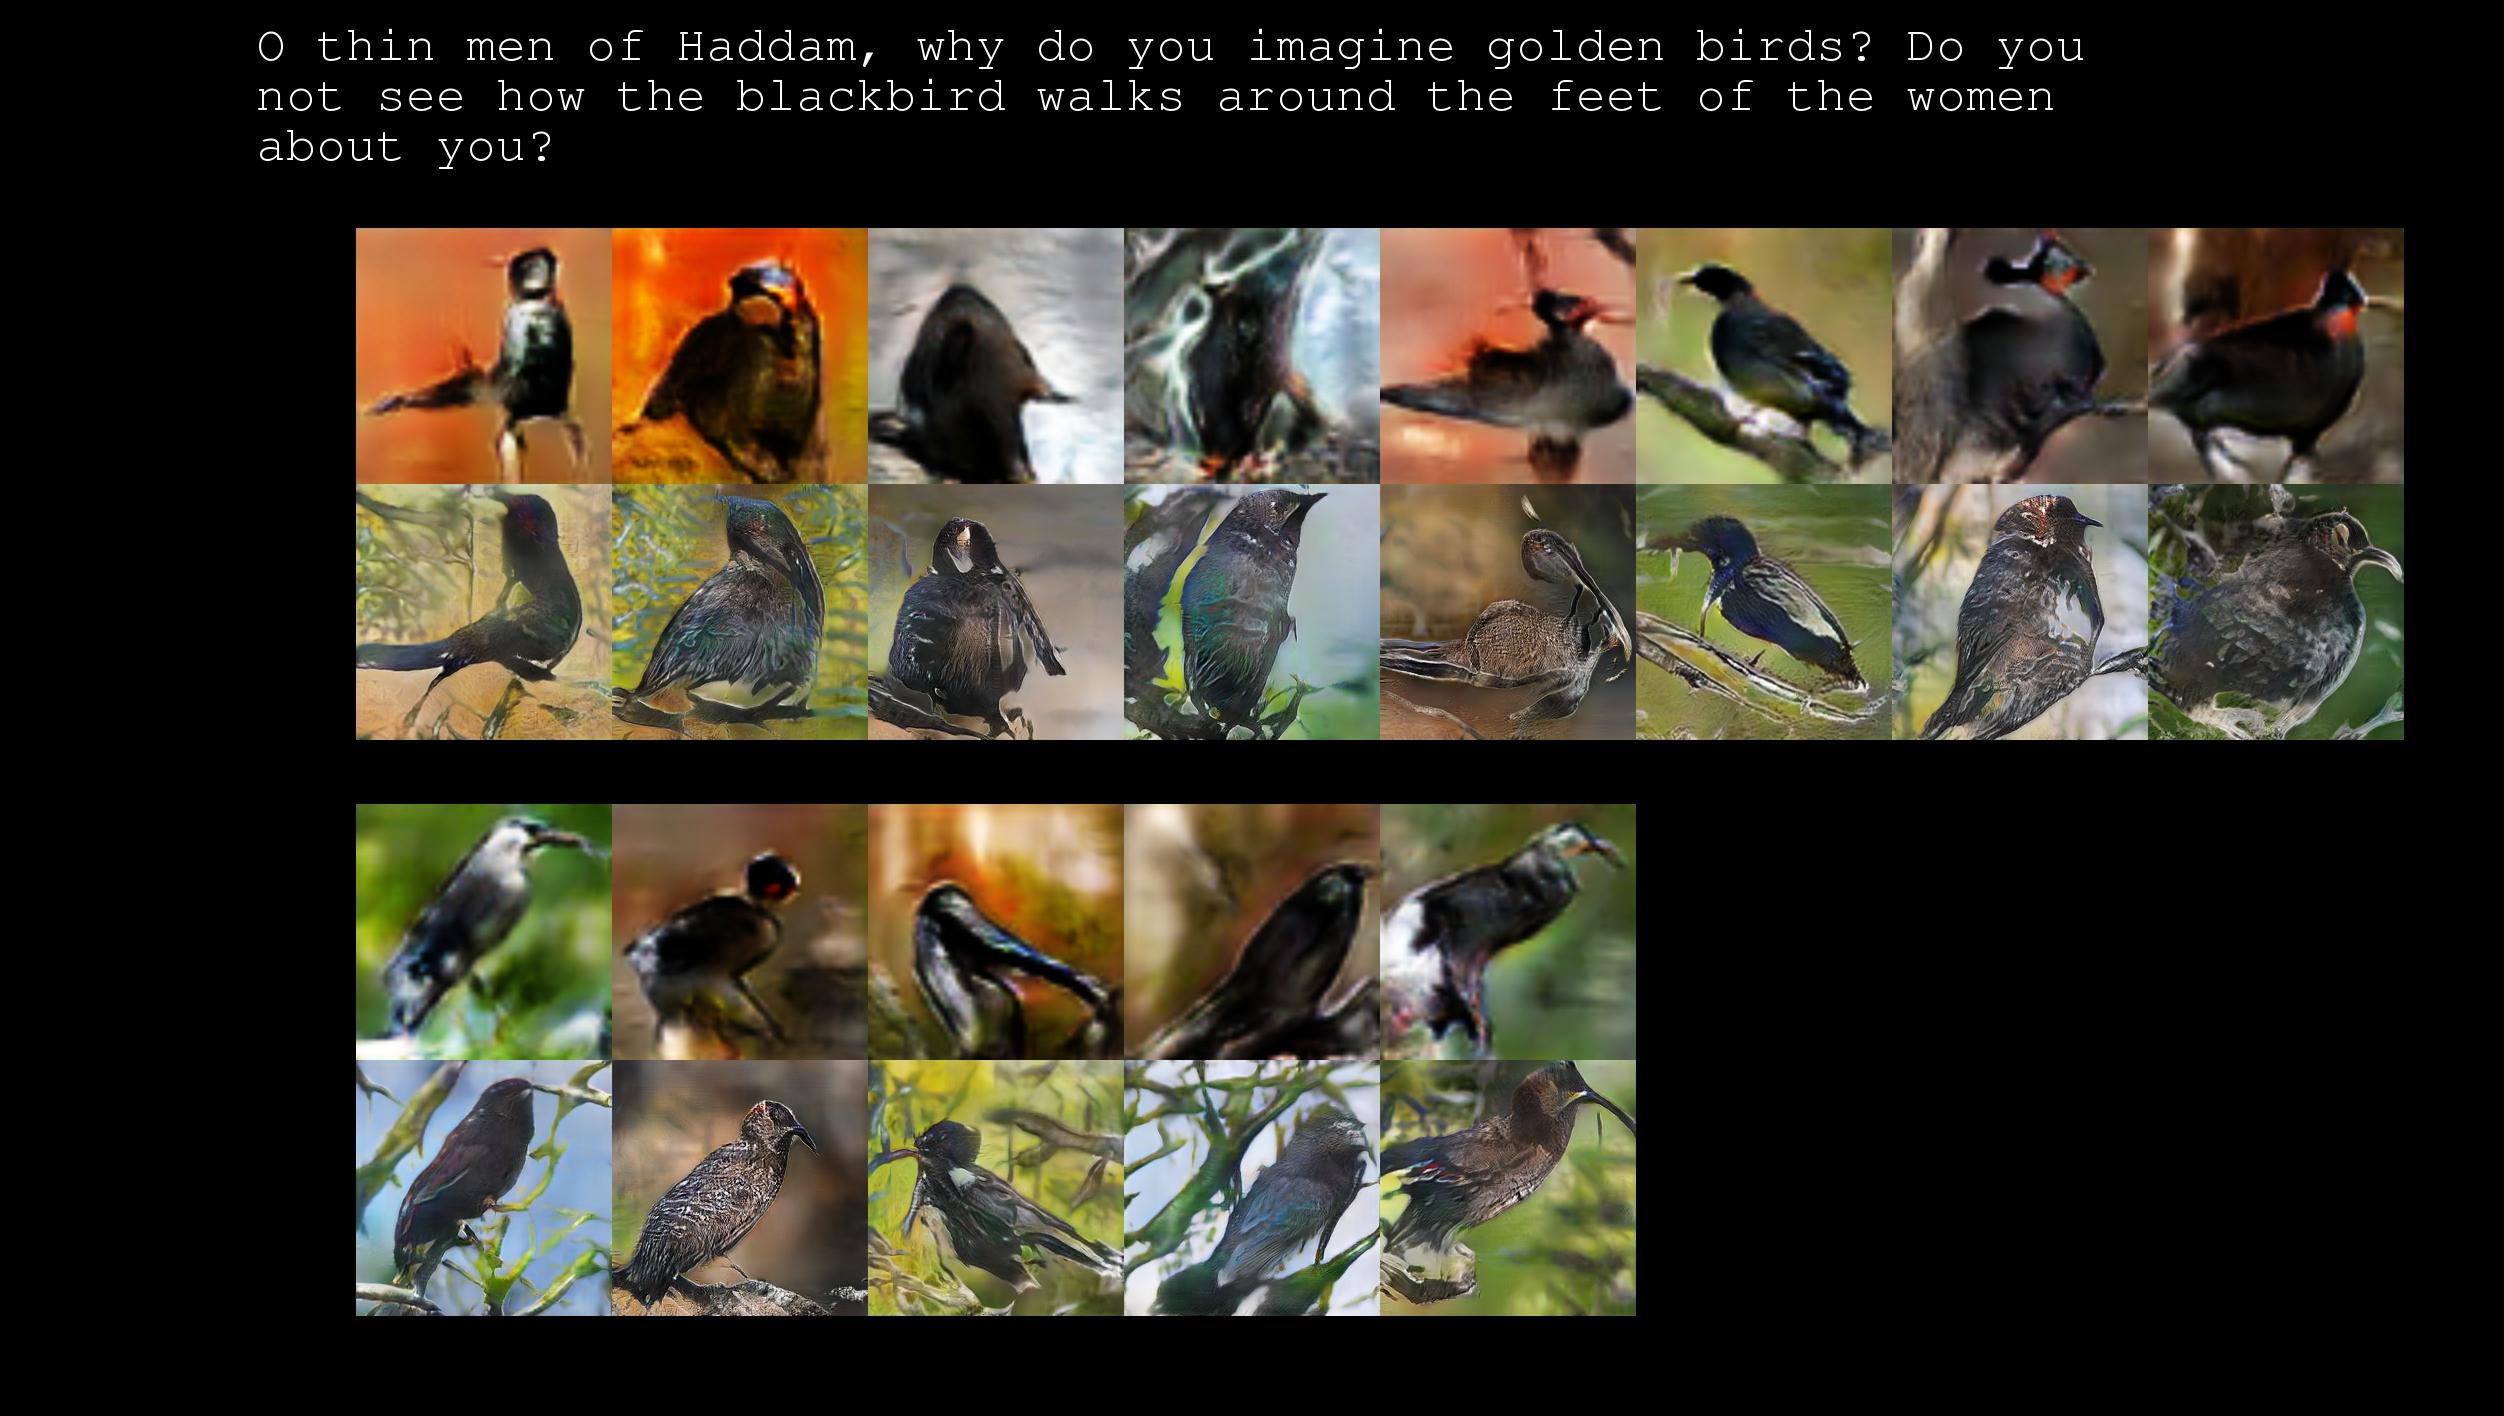 O thin men of Haddam, why do you imagine golden birds? Do you
not see how the blackbird walks around the feet of the women
about you?